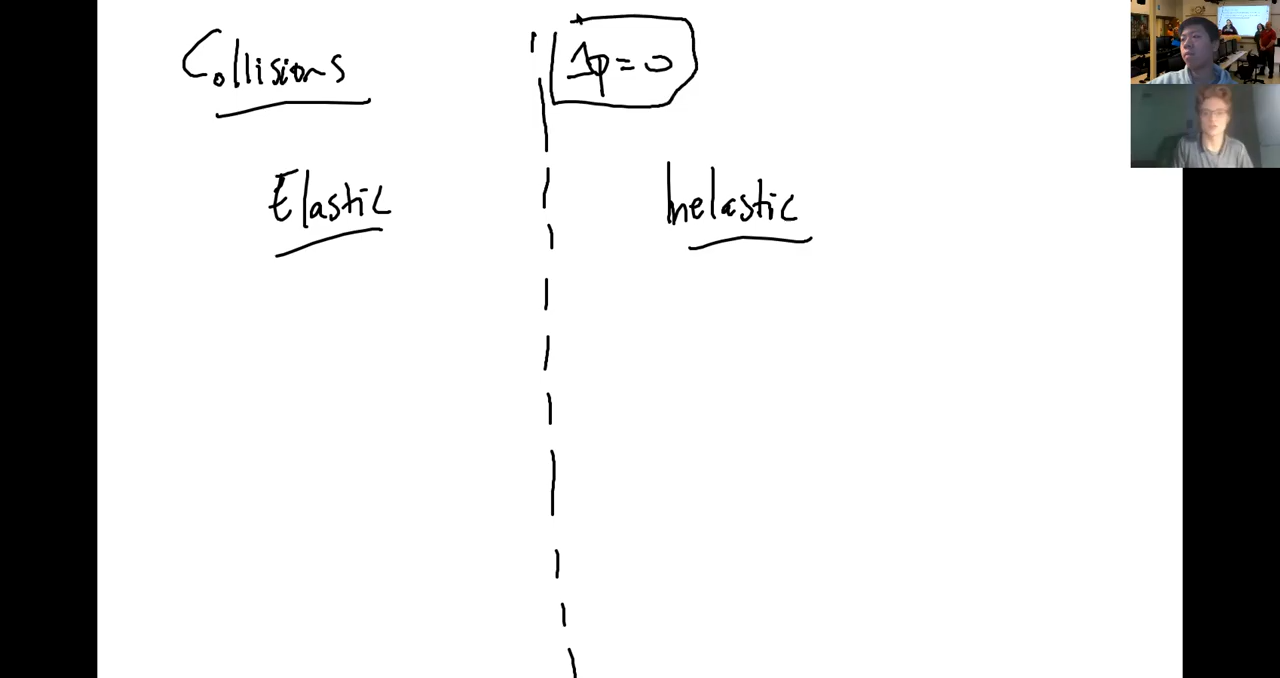 Collisions
Δp = 0
Elastic
Inelastic